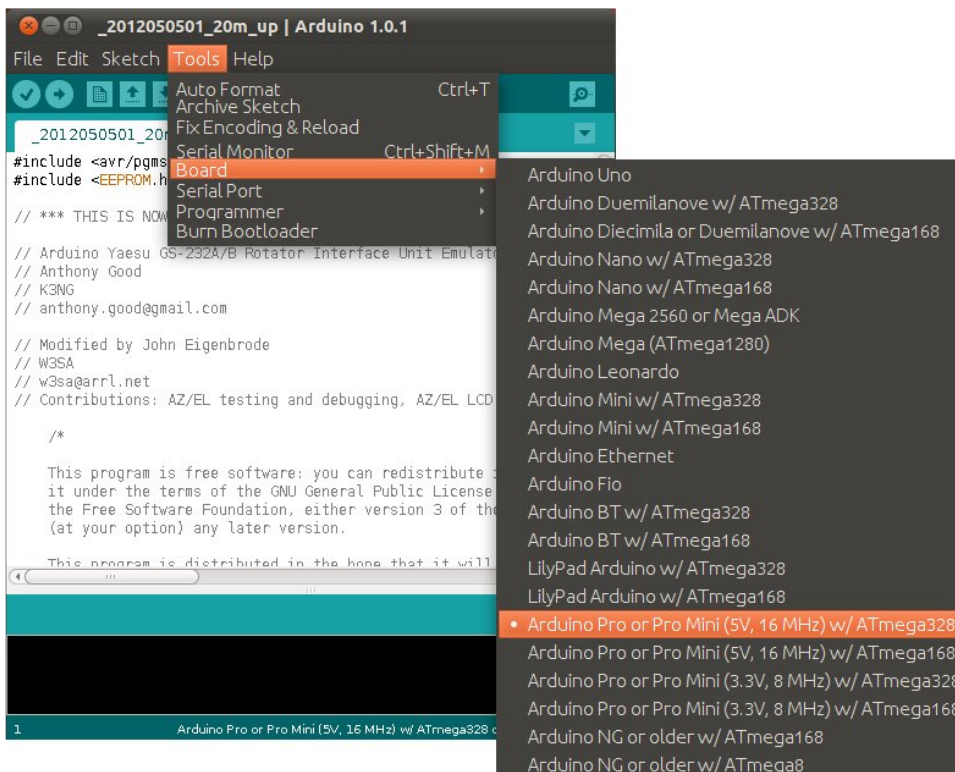 _2012050501_20m_up | Arduino 1.0.1
File Edit Sketch Tools Help
Auto Format Ctrl+T
Archive Sketch
Fix Encoding & Reload
Serial Monitor Ctrl+Shift+M
Board
Serial Port
Programmer
Burn Bootloader
_2012050501_20
#include <avr/pgms
#include <EEPROM.h
// *** THIS IS NOW
// Arduino Yaesu GS-232A/B Rotator Interface Unit Emulat
// Anthony Good
// K3NG
// anthony.good@gmail.com
// Modified by John Eigenbrode
// W3SA
// w3sa@arrl.net
// Contributions: AZ/EL testing and debugging, AZ/EL LCD
/*
This program is free software: you can redistribute
it under the terms of the GNU General Public License
the Free Software Foundation, either version 3 of the
(at your option) any later version.
This program is distributed in the hope that it will
1
Arduino Pro or Pro Mini (5V, 16 MHz) w/ ATmega328
Arduino Uno
Arduino Duemilanove w/ ATmega328
Arduino Diecimila or Duemilanove w/ ATmega168
Arduino Nano w/ ATmega328
Arduino Nano w/ ATmega168
Arduino Mega 2560 or Mega ADK
Arduino Mega (ATmega1280)
Arduino Leonardo
Arduino Mini w/ ATmega328
Arduino Mini w/ ATmega168
Arduino Ethernet
Arduino Fio
Arduino BT w/ ATmega328
Arduino BT w/ ATmega168
LilyPad Arduino w/ ATmega328
LilyPad Arduino w/ ATmega168
Arduino Pro or Pro Mini (5V, 16 MHz) w/ ATmega328
Arduino Pro or Pro Mini (5V, 16 MHz) w/ ATmega168
Arduino Pro or Pro Mini (3.3V, 8 MHz) w/ ATmega328
Arduino Pro or Pro Mini (3.3V, 8 MHz) w/ ATmega168
Arduino NG or older w/ ATmega168
Arduino NG or older w/ ATmega8